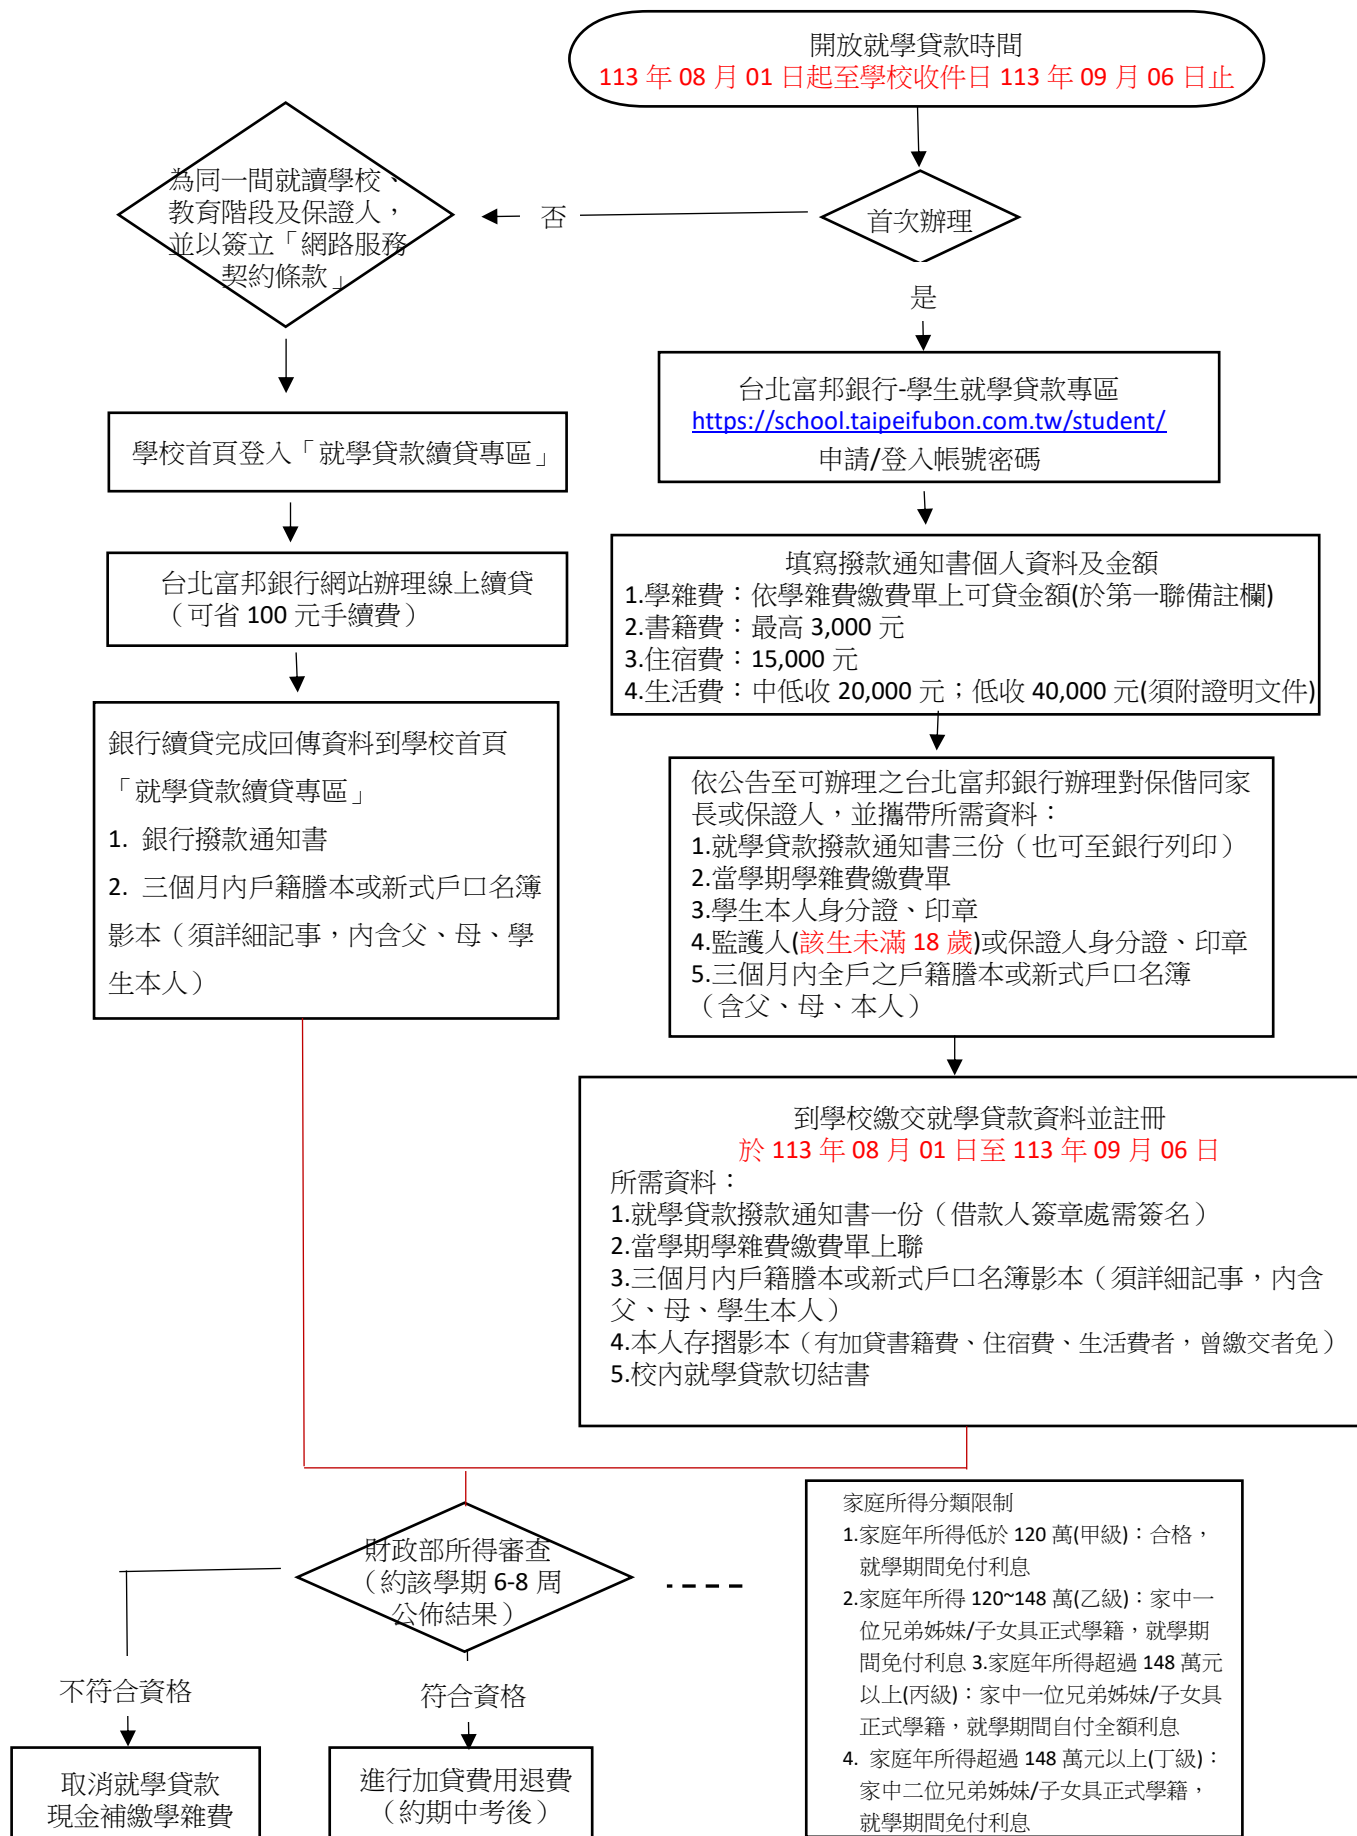 開放就學貸款時間
113 年 08 月 01 日起至學校收件日 113 年 09 月 06 日止
首次辦理
否
是
為同一間就讀學校、
教育階段及保證人，
並以簽立「網路服務
契約條款」
學校首頁登入「就學貸款續貸專區」
台北富邦銀行網站辦理線上續貸
（可省 100 元手續費）
銀行續貸完成回傳資料到學校首頁
「就學貸款續貸專區」
1. 銀行撥款通知書
2. 三個月內戶籍謄本或新式戶口名簿
影本（須詳細記事，內含父、母、學
生本人）
台北富邦銀行-學生就學貸款專區
https://school.taipeifubon.com.tw/student/
申請/登入帳號密碼
填寫撥款通知書個人資料及金額
1.學雜費：依學雜費繳費單上可貸金額(於第一聯備註欄)
2.書籍費：最高 3,000 元
3.住宿費：15,000 元
4.生活費：中低收 20,000 元；低收 40,000 元(須附證明文件)
依公告至可辦理之台北富邦銀行辦理對保偕同家
長或保證人，並攜帶所需資料：
1.就學貸款撥款通知書三份（也可至銀行列印）
2.當學期學雜費繳費單
3.學生本人身分證、印章
4.監護人(該生未滿 18 歲)或保證人身分證、印章
5.三個月內全戶之戶籍謄本或新式戶口名簿
（含父、母、本人）
到學校繳交就學貸款資料並註冊
於 113 年 08 月 01 日至 113 年 09 月 06 日
所需資料：
1.就學貸款撥款通知書一份（借款人簽章處需簽名）
2.當學期學雜費繳費單上聯
3.三個月內戶籍謄本或新式戶口名簿影本（須詳細記事，內含
父、母、學生本人）
4.本人存摺影本（有加貸書籍費、住宿費、生活費者，曾繳交者免）
5.校內就學貸款切結書
財政部所得審查
（約該學期 6-8 周
公佈結果）
不符合資格
符合資格
取消就學貸款
現金補繳學雜費
進行加貸費用退費
（約期中考後）
家庭所得分類限制
1.家庭年所得低於 120 萬(甲級)：合格，
就學期間免付利息
2.家庭年所得 120~148 萬(乙級)：家中一
位兄弟姊妹/子女具正式學籍，就學期
間免付利息 3.家庭年所得超過 148 萬元
以上(丙級)：家中一位兄弟姊妹/子女具
正式學籍，就學期間自付全額利息
4. 家庭年所得超過 148 萬元以上(丁級)：
家中二位兄弟姊妹/子女具正式學籍，
就學期間免付利息